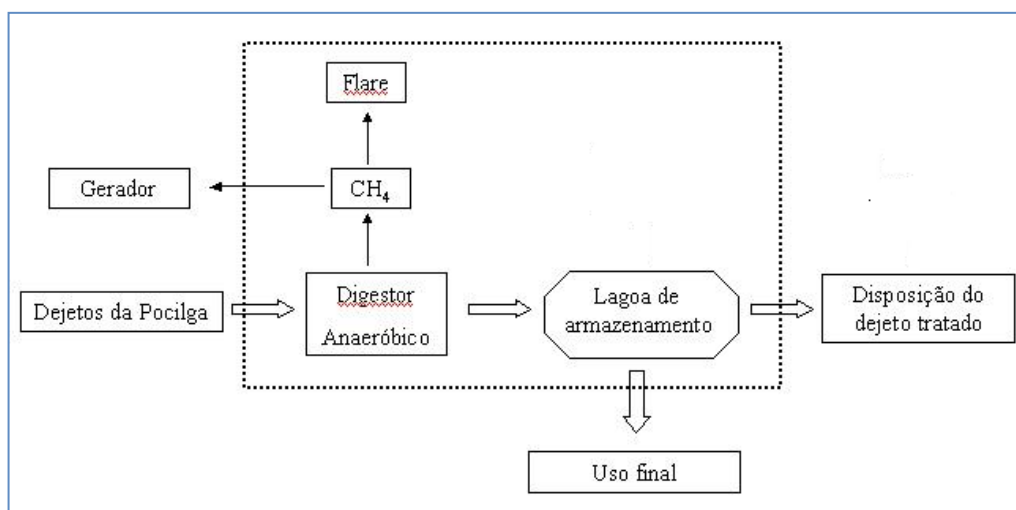 Flare
Gerador
CH₄
Dejetos da Pocilga
Digestor
Anaeróbico
Lagoa de
armazenamento
Disposição do
dejeto tratado
Uso final